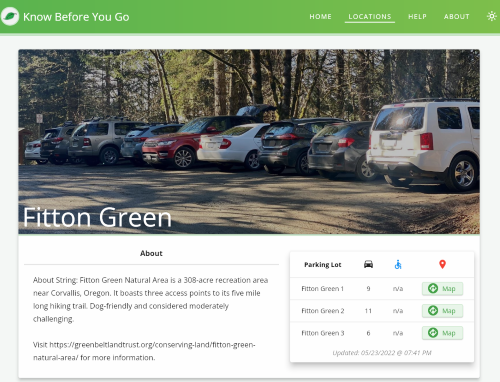 Know Before You Go
HOME LOCATIONS HELP ABOUT
Fitton Green
About
About String: Fitton Green Natural Area is a 308-acre recreation area
near Corvallis, Oregon. It boasts three access points to its five mile
long hiking trail. Dog-friendly and considered moderately
challenging.
Visit https://greenbeltlandtrust.org/conserving-land/fitton-green-
natural-area/ for more information.
Parking Lot
Fitton Green 1 9 n/a Map
Fitton Green 2 11 n/a Map
Fitton Green 3 6 n/a Map
Updated: 05/23/2022 @ 07:41 PM